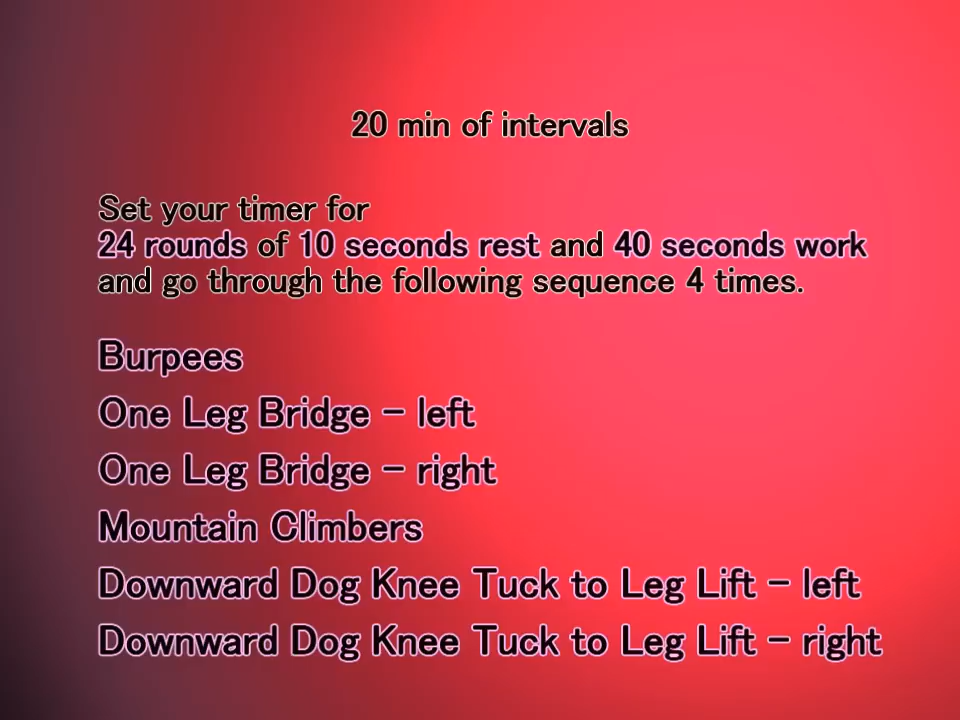 20 min of intervals
Set your timer for
24 rounds of 10 seconds rest and 40 seconds work
and go through the following sequence 4 times.
Burpees
One Leg Bridge - left
One Leg Bridge - right
Mountain Climbers
Downward Dog Knee Tuck to Leg Lift - left
Downward Dog Knee Tuck to Leg Lift - right